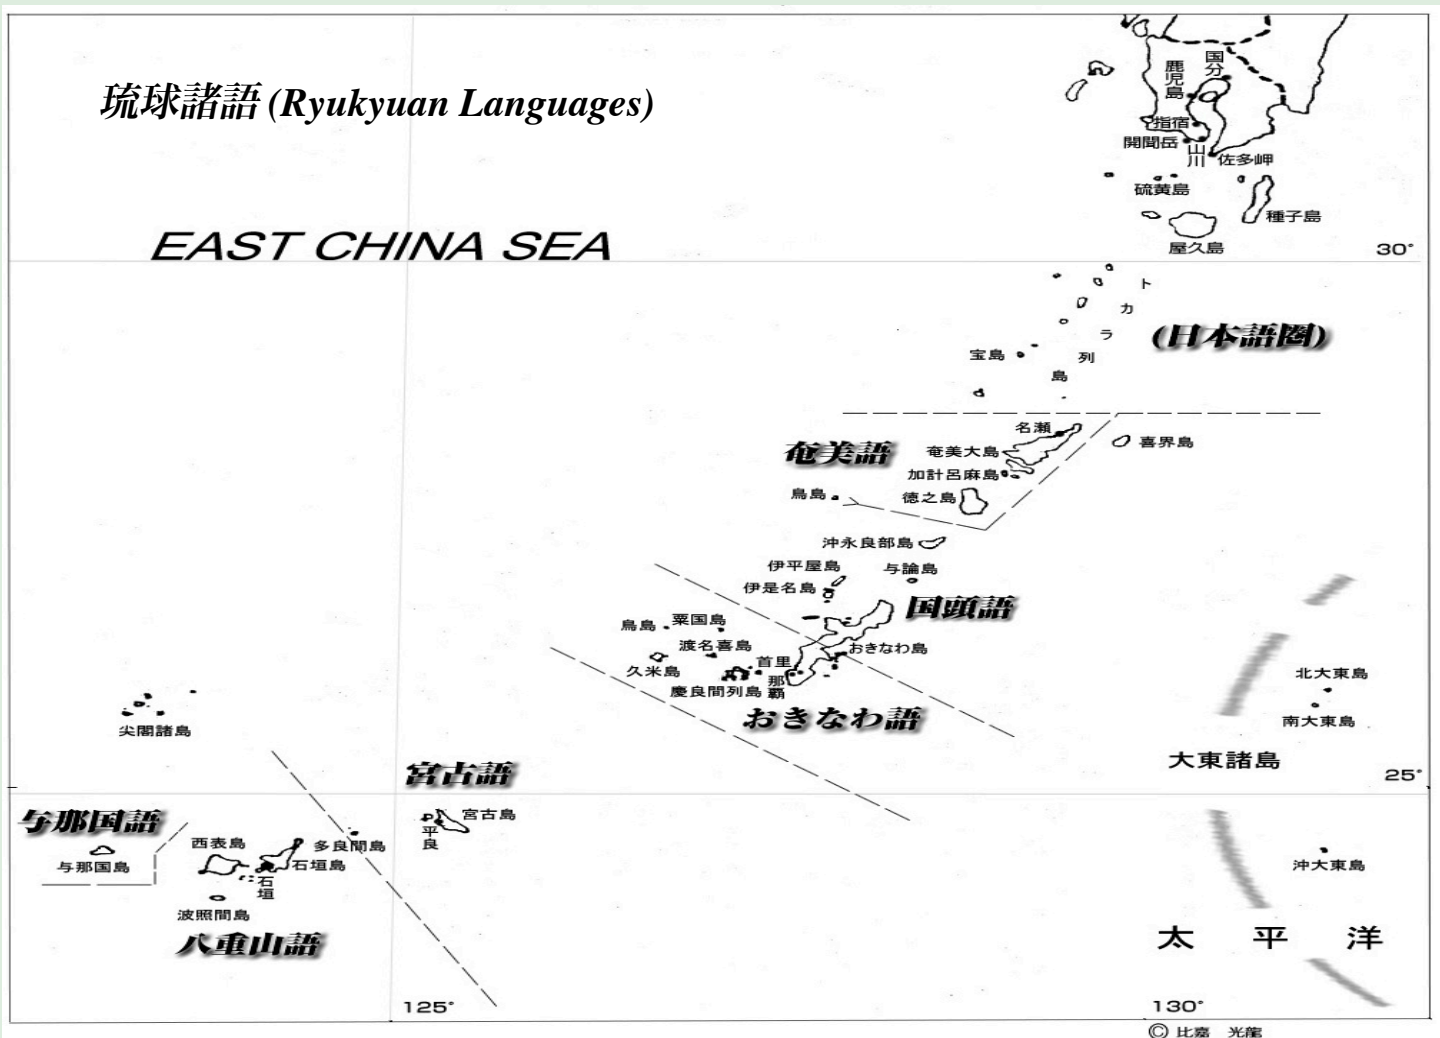 琉球諸語 (Ryukyuan Languages)
EAST CHINA SEA
国分
鹿児島
指宿
開聞岳
山川
佐多岬
硫黄島
種子島
屋久島
30°
トカラ列島
(日本語圏)
宝島
名瀬
喜界島
奄美語
奄美大島
加計呂麻島
鳥島
徳之島
沖永良部島
伊平屋島
与論島
伊是名島
国頭語
鳥島
粟国島
渡名喜島
おきなわ島
久米島
首里
慶良間列島
那覇
おきなわ語
北大東島
南大東島
大東諸島
尖閣諸島
宮古語
25°
与那国語
宮古島
平良
西表島
多良間島
与那国島
石垣島
石垣
沖大東島
波照間島
八重山語
太平洋
125°
130°
© 比嘉 光龍